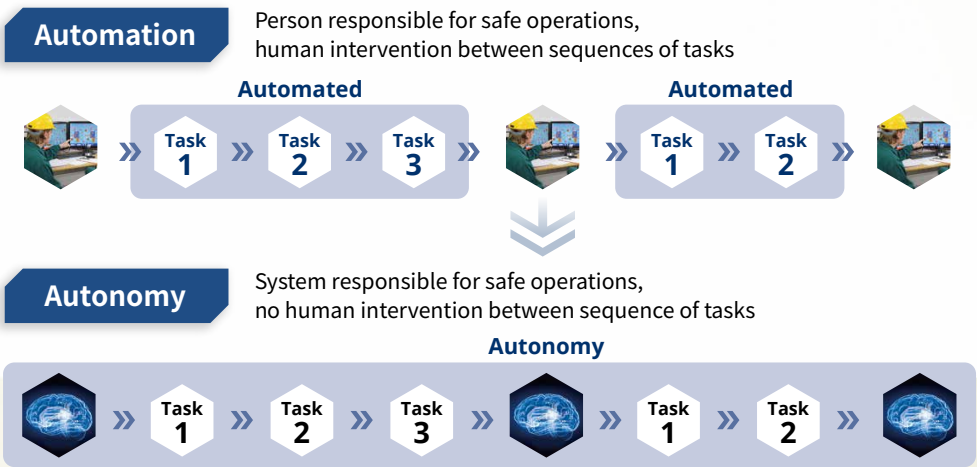 Automation
Person responsible for safe operations,
human intervention between sequences of tasks
Automated
Automated
Task
1
Task
2
Task
3
Task
1
Task
2
Autonomy
System responsible for safe operations,
no human intervention between sequence of tasks
Autonomy
Task
1
Task
2
Task
3
Task
1
Task
2